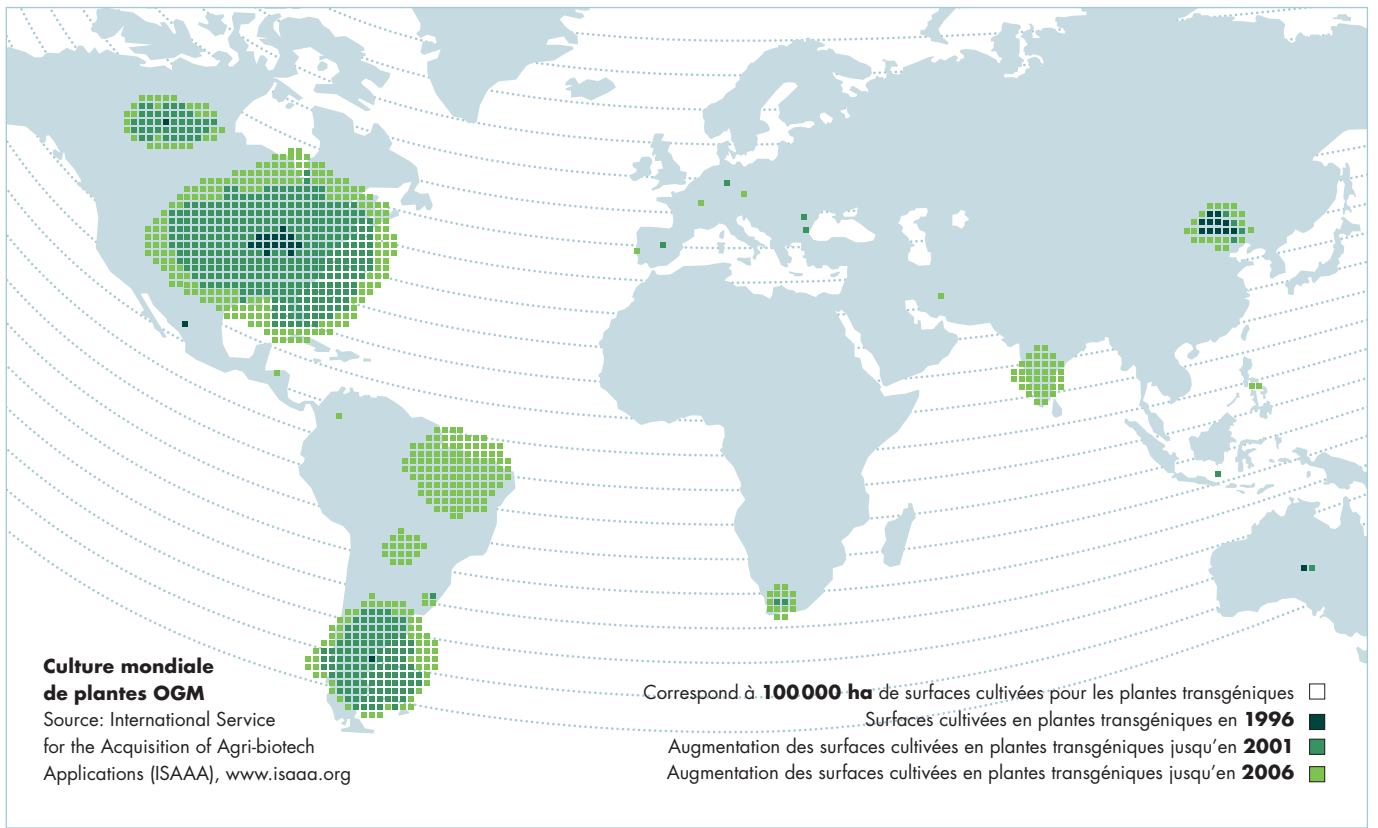 Culture mondiale
de plantes OGM
Source: International Service
for the Acquisition of Agri-biotech
Applications (ISAAA), www.isaaa.org
Correspond à 100 000 ha de surfaces cultivées pour les plantes transgéniques
Surfaces cultivées en plantes transgéniques en 1996
Augmentation des surfaces cultivées en plantes transgéniques jusqu'en 2001
Augmentation des surfaces cultivées en plantes transgéniques jusqu'en 2006